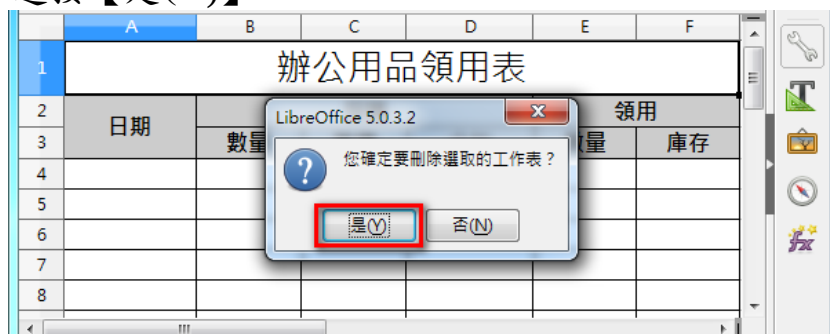 A B C D E F
1 辦公用品領用表
2 日期 領用
3 數量 量 庫存
LibreOffice 5.0.3.2
您確定要刪除選取的工作表？
是(Y) 否(N)
4
5
6
7
8